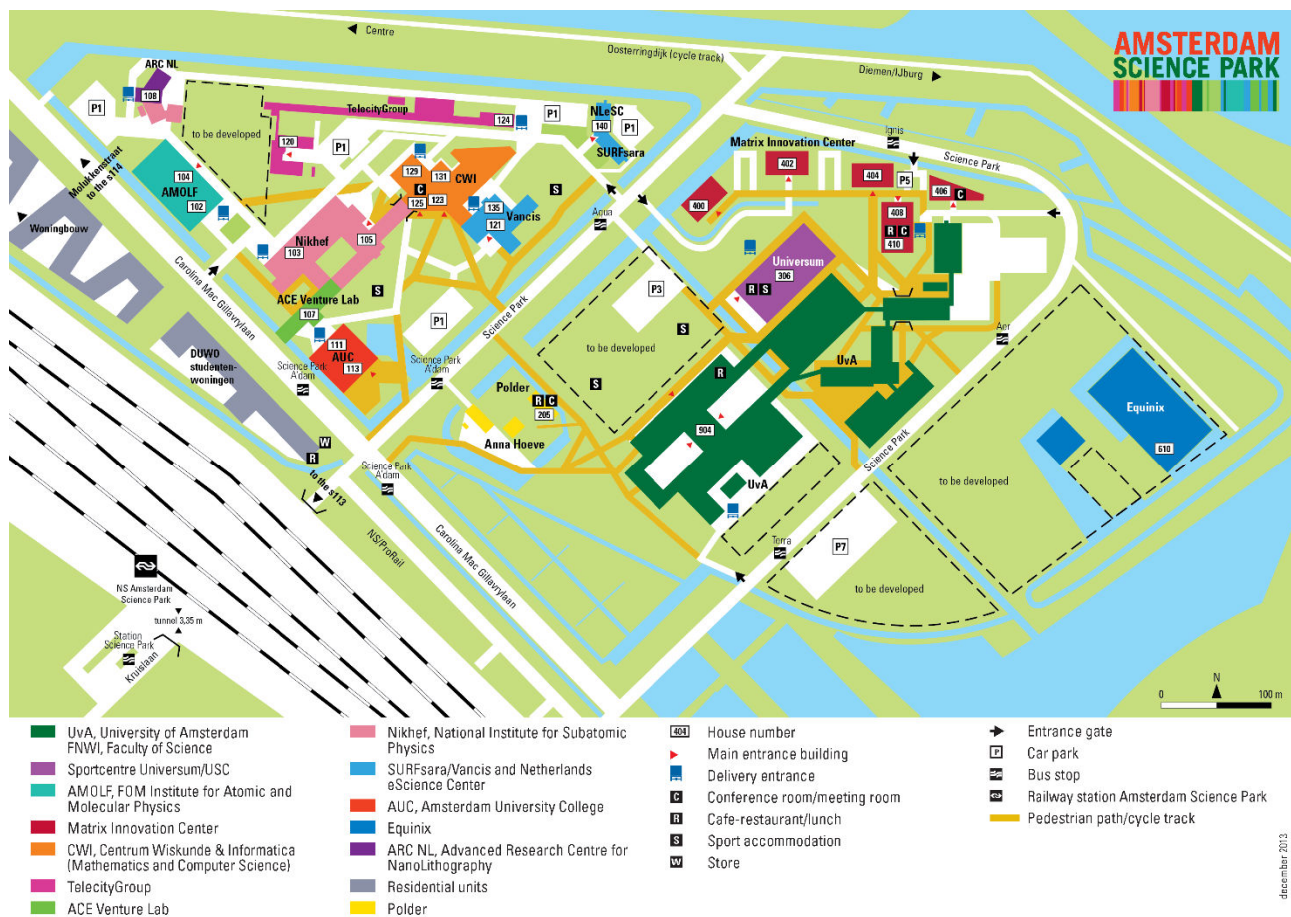 AMSTERDAM
SCIENCE PARK
Centre
Oosterringdijk (cycle track)
Diemen/IJburg
ARC NL
108
P1
to be developed
TelecityGroup
124
P1
NLeSC
140
P1
SURFsara
120
P1
Matrix Innovation Center
402
Ignis
Science Park
404
P5
406
C
400
408
R C
410
Molukkenstraat
to the s114
104
AMOLF
102
129
131
CWI
C
125
123
135
121
Vancis
S
Aqua
Woningbouw
Nikhef
105
103
Universum
306
R S
P3
S
to be developed
S
Carolina Mac Gillavrylaan
ACE Venture Lab
107
S
P1
Science Park
111
AUC
113
Science Park
A'dam
Science Park
A'dam
DUWO
studenten-
woningen
Aer
UvA
R
Equinix
610
Polder
R C
205
Anna Hoeve
904
Science Park
W
R
to the s113
Science Park
A'dam
UvA
to be developed
Terra
P7
to be developed
NS/ProRail
Carolina Mac Gillavrylaan
NS Amsterdam
Science Park
tunnel 3,35 m
Station
Science Park
Kruislaan
N
0 100 m
UvA, University of Amsterdam
FNWI, Faculty of Science
Sportcentre Universum/USC
AMOLF, FOM Institute for Atomic and
Molecular Physics
Matrix Innovation Center
CWI, Centrum Wiskunde & Informatica
(Mathematics and Computer Science)
TelecityGroup
ACE Venture Lab
Nikhef, National Institute for Subatomic
Physics
SURFsara/Vancis and Netherlands
eScience Center
AUC, Amsterdam University College
Equinix
ARC NL, Advanced Research Centre for
NanoLithography
Residential units
Polder
404 House number
Main entrance building
Delivery entrance
C Conference room/meeting room
R Cafe-restaurant/lunch
S Sport accommodation
W Store
Entrance gate
P Car park
Bus stop
Railway station Amsterdam Science Park
Pedestrian path/cycle track
december 2013